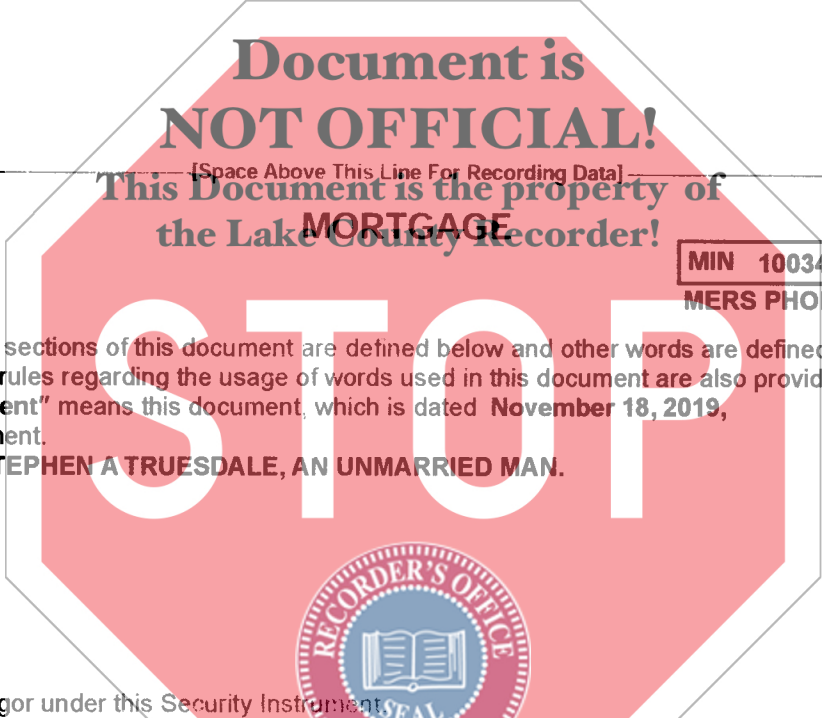 Document is
NOT OFFICIAL!
[Space Above This Line For Recording Data]
This Document is the property of
the Lake County Recorder!
MORTGAGE
MIN 10034
MERS PHO
STOP
sections of this document are defined below and other words are defined
rules regarding the usage of words used in this document are also provid
ent" means this document, which is dated November 18, 2019,
ent.
TEPHEN A TRUESDALE, AN UNMARRIED MAN.
RECORDER'S OFFICE
SEAL
gor under this Security Instrument.